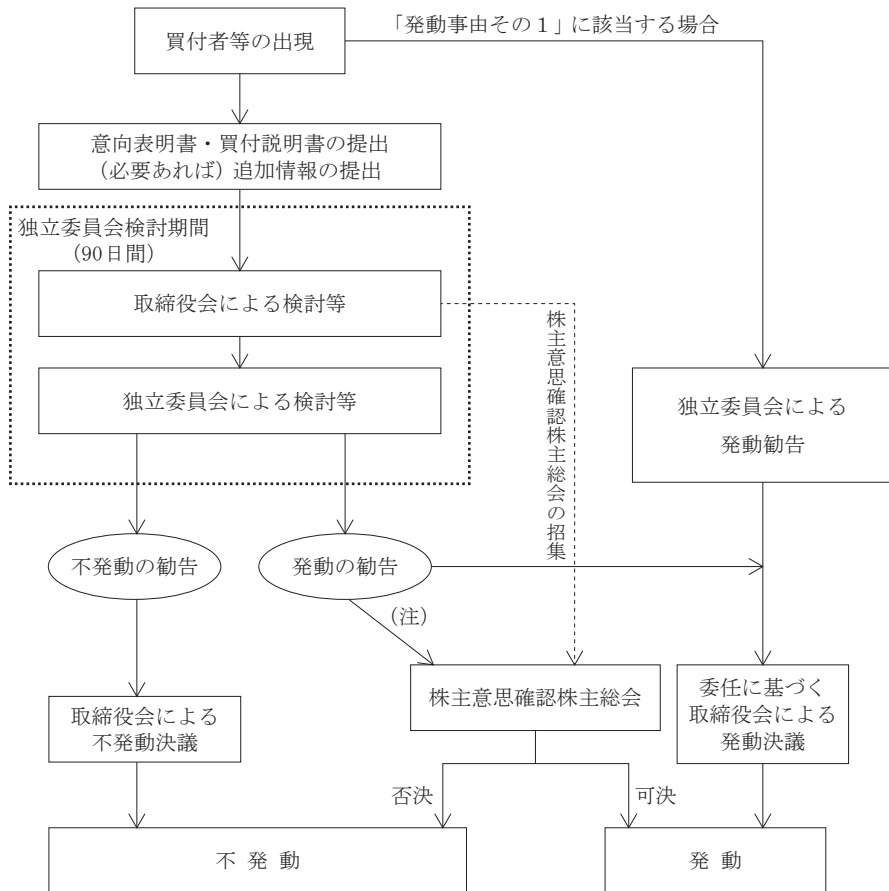 買付者等の出現
「発動事由その１」に該当する場合
意向表明書・買付説明書の提出
（必要あれば）追加情報の提出
独立委員会検討期間
（90日間）
取締役会による検討等
独立委員会による検討等
株主意思確認株主総会の招集
独立委員会による
発動勧告
不発動の勧告
発動の勧告
（注）
取締役会による
不発動決議
株主意思確認株主総会
委任に基づく
取締役会による
発動決議
否決
可決
不 発 動
発 動